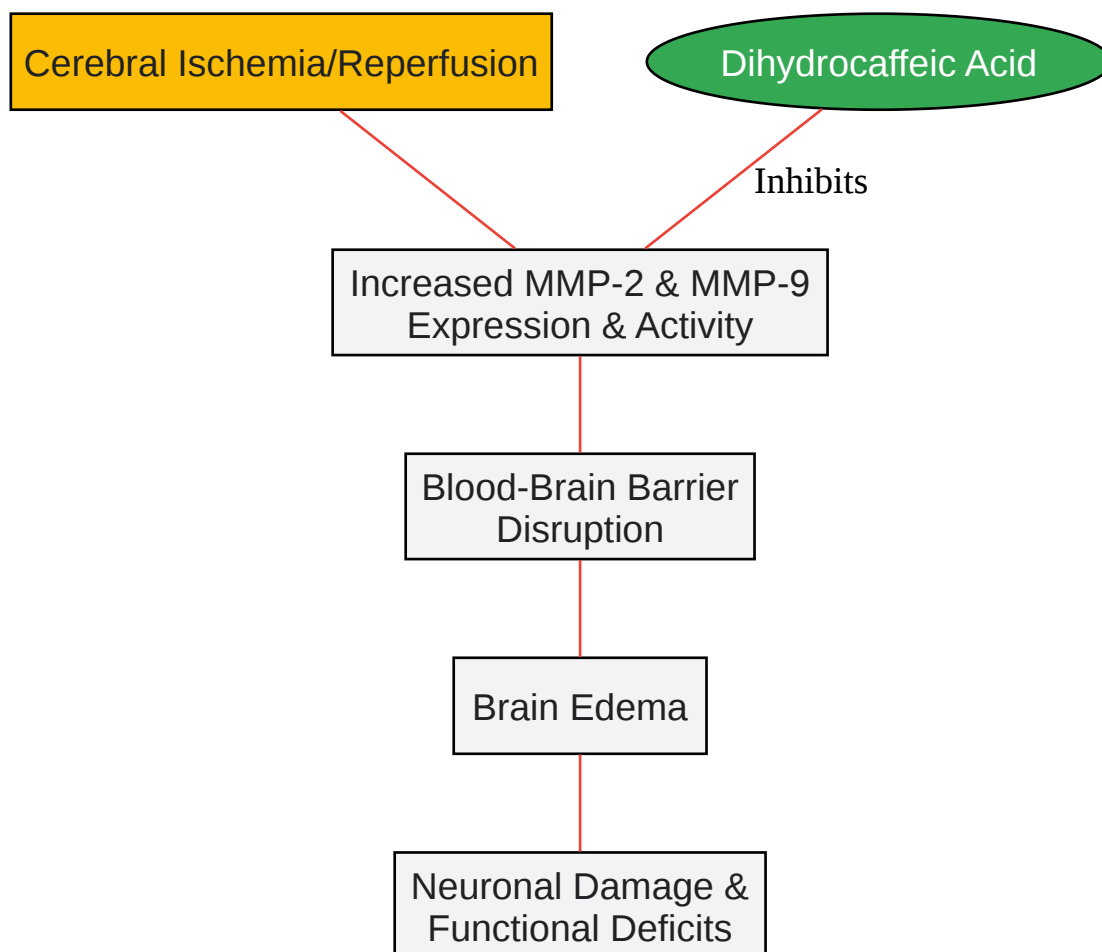 Cerebral Ischemia/Reperfusion
Dihydrocaffeic Acid
Inhibits
Increased MMP-2 & MMP-9
Expression & Activity
Blood-Brain Barrier
Disruption
Brain Edema
Neuronal Damage &
Functional Deficits